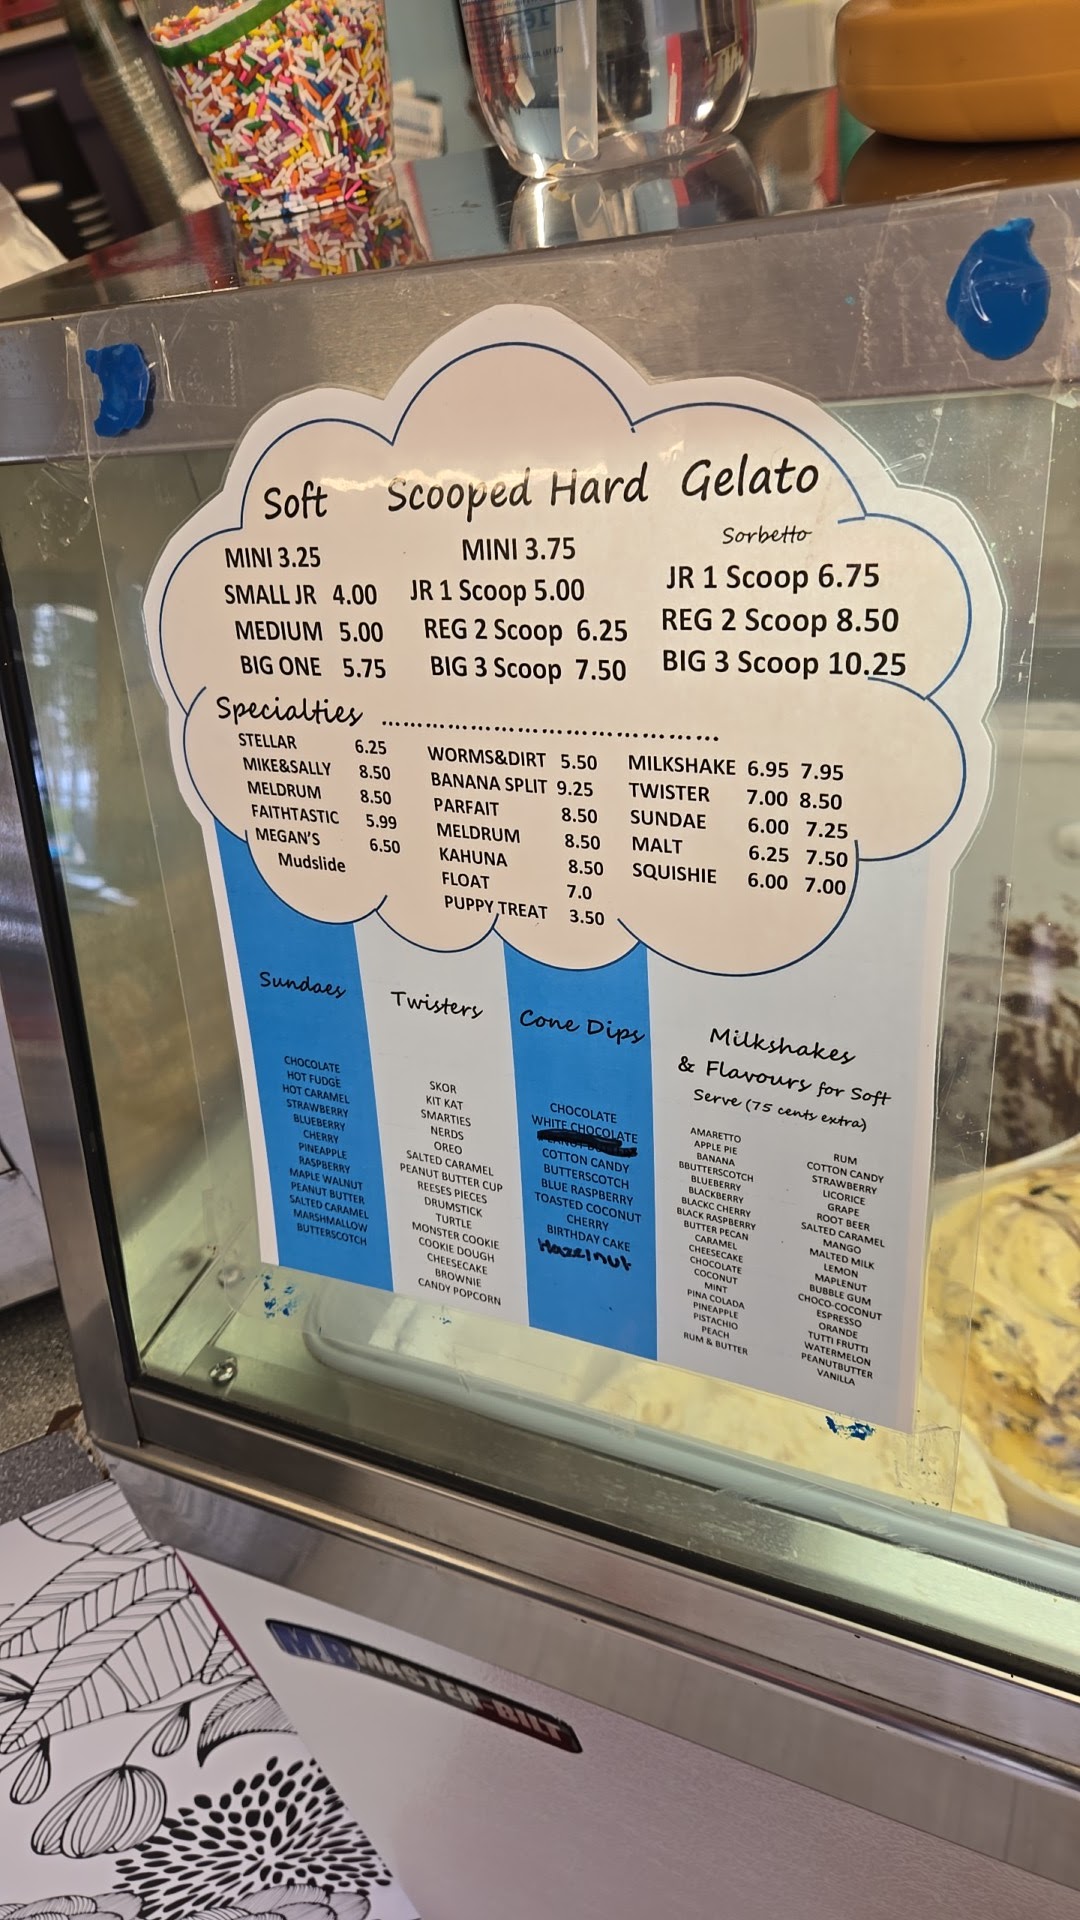 Soft
MINI 3.25
SMALL JR 4.00
MEDIUM 5.00
BIG ONE 5.75
Scooped Hard
MINI 3.75
JR 1 Scoop 5.00
REG 2 Scoop 6.25
BIG 3 Scoop 7.50
Gelato
Sorbetto
JR 1 Scoop 6.75
REG 2 Scoop 8.50
BIG 3 Scoop 10.25
Specialties ................................................
STELLAR 6.25
MIKE&SALLY 8.50
MELDRUM 8.50
FAITHTASTIC 5.99
MEGAN'S 6.50
Mudslide
WORMS&DIRT 5.50
BANANA SPLIT 9.25
PARFAIT 8.50
MELDRUM 8.50
KAHUNA 8.50
FLOAT 7.0
PUPPY TREAT 3.50
MILKSHAKE 6.95 7.95
TWISTER 7.00 8.50
SUNDAE 6.00 7.25
MALT 6.25 7.50
SQUISHIE 6.00 7.00
Sundaes
CHOCOLATE
HOT FUDGE
HOT CARAMEL
STRAWBERRY
BLUEBERRY
CHERRY
PINEAPPLE
RASPBERRY
MAPLE WALNUT
PEANUT BUTTER
SALTED CARAMEL
MARSHMALLOW
BUTTERSCOTCH
Twisters
SKOR
KIT KAT
SMARTIES
NERDS
OREO
SALTED CARAMEL
PEANUT BUTTER CUP
REESES PIECES
DRUMSTICK
TURTLE
MONSTER COOKIE
COOKIE DOUGH
CHEESECAKE
BROWNIE
CANDY POPCORN
Cone Dips
CHOCOLATE
WHITE CHOCOLATE
COTTON CANDY
BUTTERSCOTCH
BLUE RASPBERRY
TOASTED COCONUT
CHERRY
BIRTHDAY CAKE
Hazelnut
Milkshakes
& Flavours for Soft
Serve (75 cents extra)
AMARETTO
APPLE PIE
BANANA
BBUTTERSCOTCH
BLUEBERRY
BLACKBERRY
BLACKC CHERRY
BLACK RASPBERRY
BUTTER PECAN
CARAMEL
CHEESECAKE
CHOCOLATE
COCONUT
MINT
PINA COLADA
PINEAPPLE
PISTACHIO
PEACH
RUM & BUTTER
RUM
COTTON CANDY
STRAWBERRY
LICORICE
GRAPE
ROOT BEER
SALTED CARAMEL
MANGO
MALTED MILK
LEMON
MAPLENUT
BUBBLE GUM
CHOCO-COCONUT
ESPRESSO
ORANDE
TUTTI FRUTTI
WATERMELON
PEANUTBUTTER
VANILLA
MB MASTER-BILT